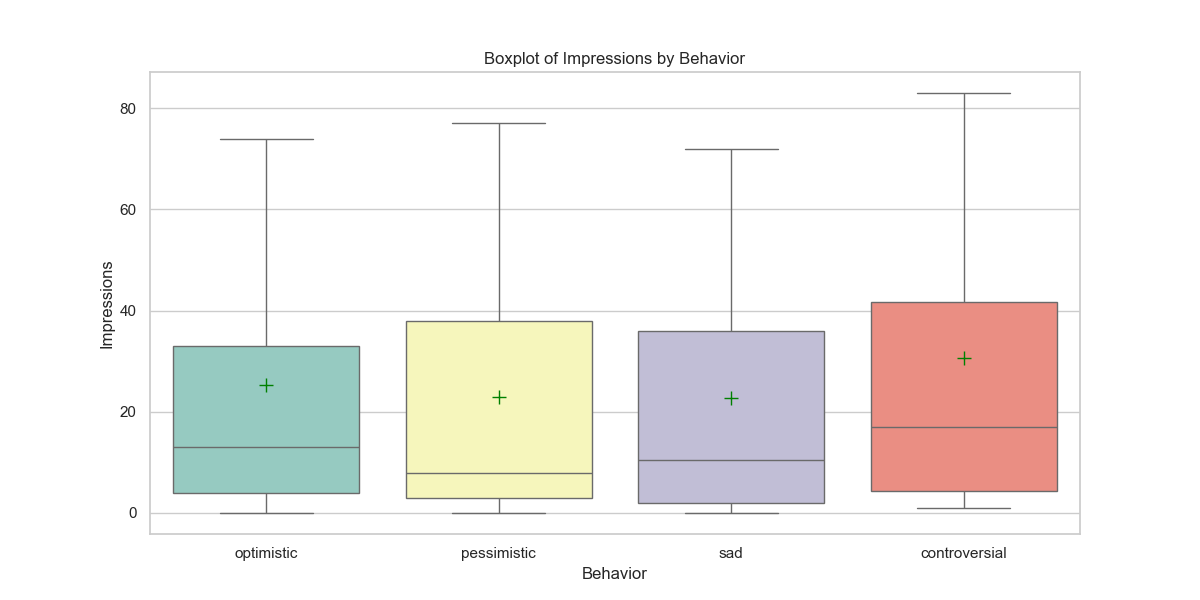 Boxplot of Impressions by Behavior
80
60
40
20
0
Impressions
optimistic
pessimistic
sad
controversial
Behavior